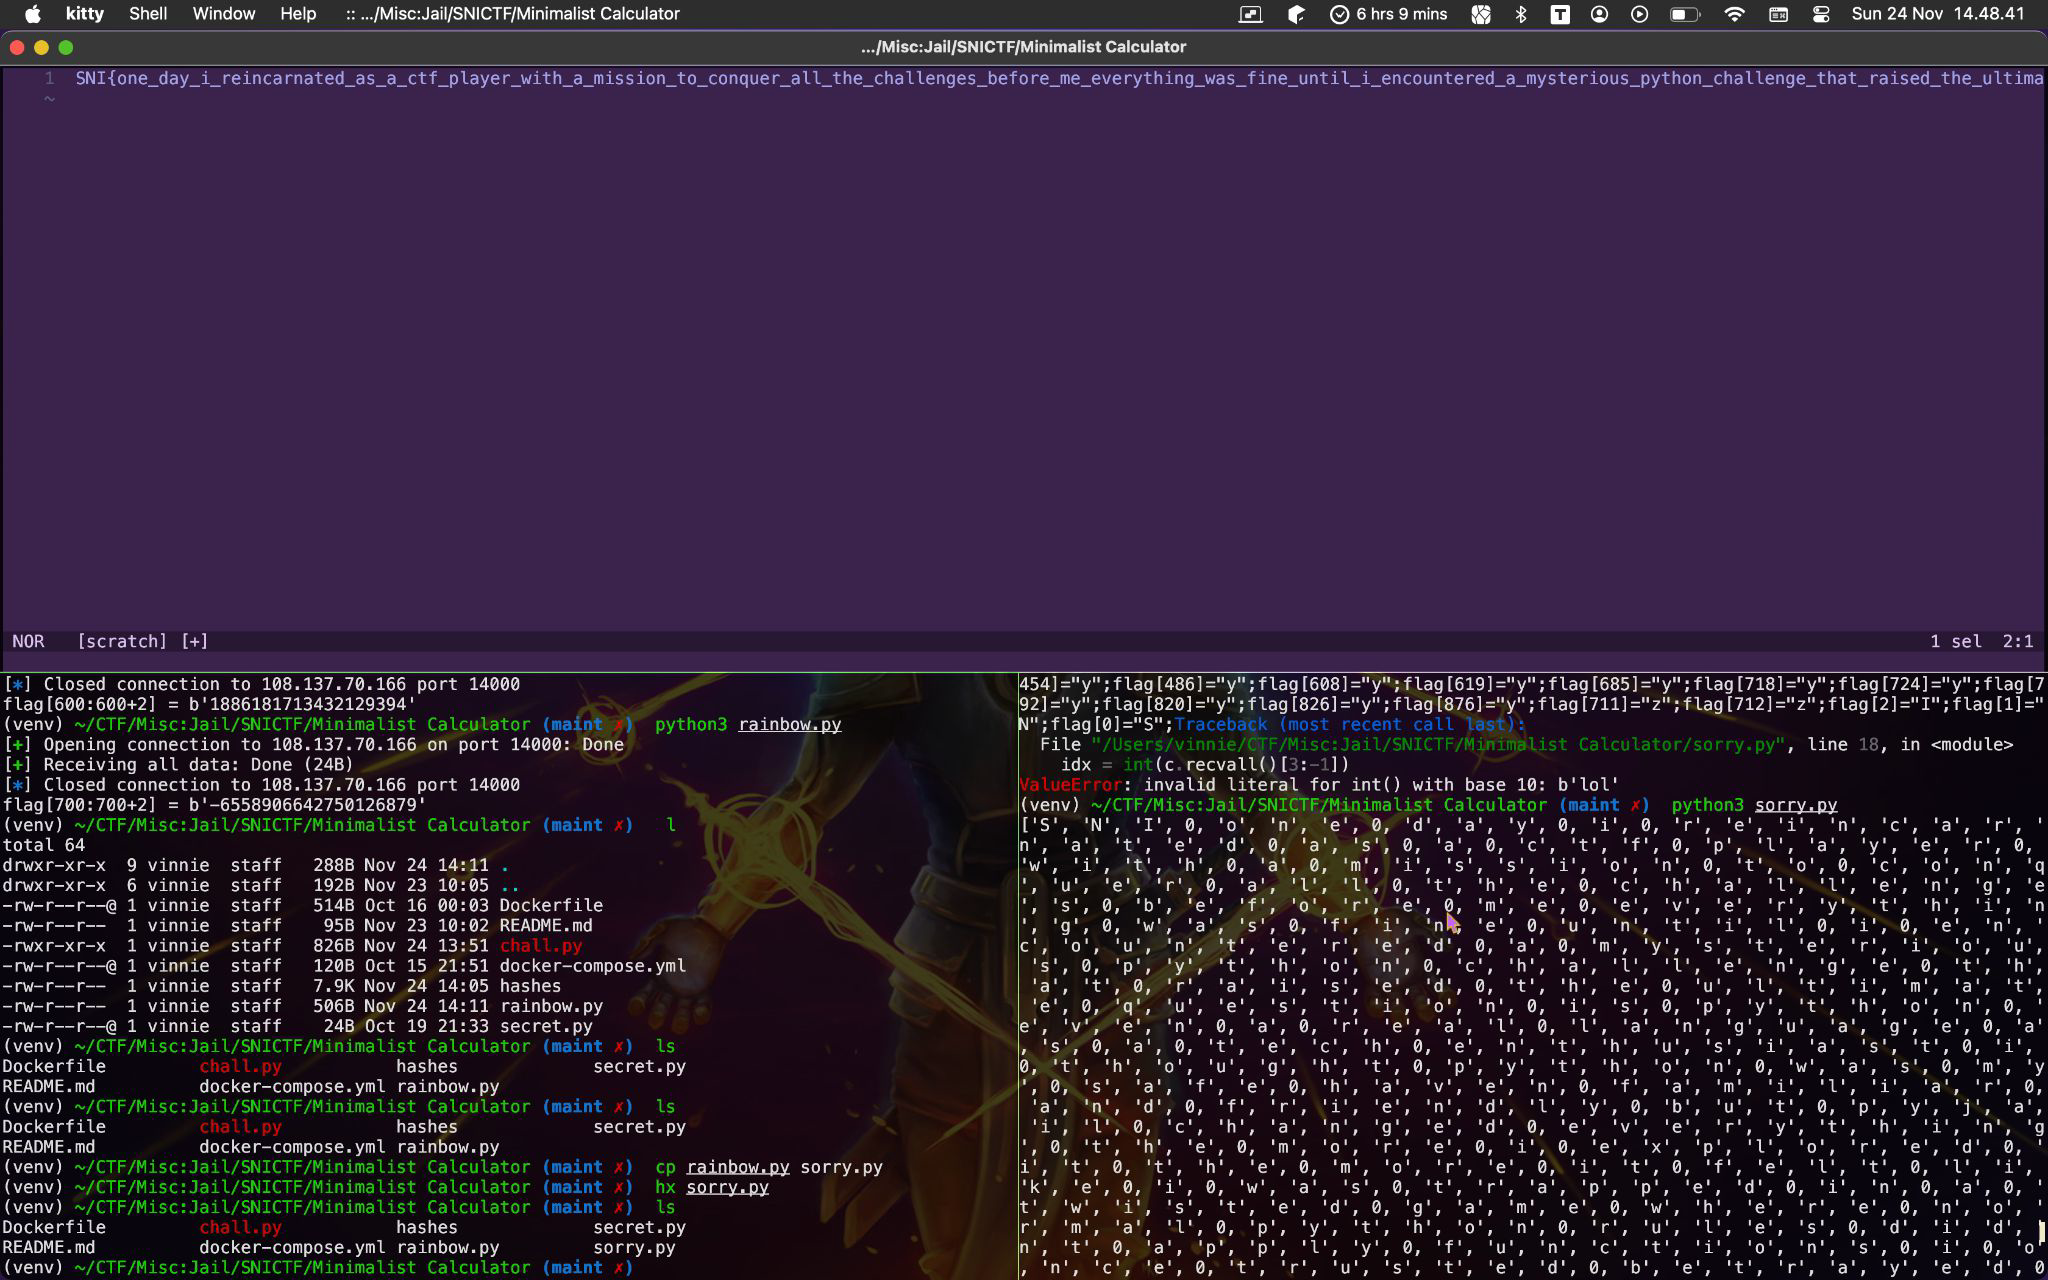 kitty Shell Window Help :: .../Misc:Jail/SNICTF/Minimalist Calculator 6 hrs 9 mins T Sun 24 Nov 14.48.41
.../Misc:Jail/SNICTF/Minimalist Calculator
1 SNI{one_day_i_reincarnated_as_a_ctf_player_with_a_mission_to_conquer_all_the_challenges_before_me_everything_was_fine_until_i_encountered_a_mysterious_python_challenge_that_raised_the_ultima
~
NOR [scratch] [+] 1 sel 2:1
[*] Closed connection to 108.137.70.166 port 14000
flag[600:600+2] = b'1886181713432129394'
(venv) ~/CTF/Misc:Jail/SNICTF/Minimalist Calculator (maint ✗) python3 rainbow.py
[+] Opening connection to 108.137.70.166 on port 14000: Done
[+] Receiving all data: Done (24B)
[*] Closed connection to 108.137.70.166 port 14000
flag[700:700+2] = b'-6558906642750126879'
(venv) ~/CTF/Misc:Jail/SNICTF/Minimalist Calculator (maint ✗) l
total 64
drwxr-xr-x 9 vinnie staff 288B Nov 24 14:11 .
drwxr-xr-x 6 vinnie staff 192B Nov 23 10:05 ..
-rw-r--r--@ 1 vinnie staff 514B Oct 16 00:03 Dockerfile
-rw-r--r-- 1 vinnie staff 95B Nov 23 10:02 README.md
-rwxr-xr-x 1 vinnie staff 826B Nov 24 13:51 chall.py
-rw-r--r--@ 1 vinnie staff 120B Oct 15 21:51 docker-compose.yml
-rw-r--r-- 1 vinnie staff 7.9K Nov 24 14:05 hashes
-rw-r--r-- 1 vinnie staff 506B Nov 24 14:11 rainbow.py
-rw-r--r--@ 1 vinnie staff 24B Oct 19 21:33 secret.py
(venv) ~/CTF/Misc:Jail/SNICTF/Minimalist Calculator (maint ✗) ls
Dockerfile chall.py hashes secret.py
README.md docker-compose.yml rainbow.py
(venv) ~/CTF/Misc:Jail/SNICTF/Minimalist Calculator (maint ✗) ls
Dockerfile chall.py hashes secret.py
README.md docker-compose.yml rainbow.py
(venv) ~/CTF/Misc:Jail/SNICTF/Minimalist Calculator (maint ✗) cp rainbow.py sorry.py
(venv) ~/CTF/Misc:Jail/SNICTF/Minimalist Calculator (maint ✗) hx sorry.py
(venv) ~/CTF/Misc:Jail/SNICTF/Minimalist Calculator (maint ✗) ls
Dockerfile chall.py hashes secret.py
README.md docker-compose.yml rainbow.py sorry.py
(venv) ~/CTF/Misc:Jail/SNICTF/Minimalist Calculator (maint ✗)
454]="y";flag[486]="y";flag[608]="y";flag[619]="y";flag[685]="y";flag[718]="y";flag[724]="y";flag[7
92]="y";flag[820]="y";flag[826]="y";flag[876]="y";flag[711]="z";flag[712]="z";flag[2]="I";flag[1]="
N";flag[0]="S";Traceback (most recent call last):
File "/Users/vinnie/CTF/Misc:Jail/SNICTF/Minimalist Calculator/sorry.py", line 18, in <module>
idx = int(c.recvall()[3:-1])
ValueError: invalid literal for int() with base 10: b'lol'
(venv) ~/CTF/Misc:Jail/SNICTF/Minimalist Calculator (maint ✗) python3 sorry.py
['S', 'N', 'I', 0, 'o', 'n', 'e', 0, 'd', 'a', 'y', 0, 'i', 0, 'r', 'e', 'i', 'n', 'c', 'a', 'r', '
n', 'a', 't', 'e', 'd', 0, 'a', 's', 0, 'a', 0, 'c', 't', 'f', 0, 'p', 'l', 'a', 'y', 'e', 'r', 0,
'w', 'i', 't', 'h', 0, 'a', 0, 'm', 'i', 's', 's', 'i', 'o', 'n', 0, 't', 'o', 0, 'c', 'o', 'n', 'q
', 'u', 'e', 'r', 0, 'a', 'l', 'l', 0, 't', 'h', 'e', 0, 'c', 'h', 'a', 'l', 'l', 'e', 'n', 'g', 'e
', 's', 0, 'b', 'e', 'f', 'o', 'r', 'e', 0, 'm', 'e', 0, 'e', 'v', 'e', 'r', 'y', 't', 'h', 'i', 'n
', 'g', 0, 'w', 'a', 's', 0, 'f', 'i', 'n', 'e', 0, 'u', 'n', 't', 'i', 'l', 0, 'i', 0, 'e', 'n', '
c', 'o', 'u', 'n', 't', 'e', 'r', 'e', 'd', 0, 'a', 0, 'm', 'y', 's', 't', 'e', 'r', 'i', 'o', 'u',
's', 0, 'p', 'y', 't', 'h', 'o', 'n', 0, 'c', 'h', 'a', 'l', 'l', 'e', 'n', 'g', 'e', 0, 't', 'h',
'a', 't', 0, 'r', 'a', 'i', 's', 'e', 'd', 0, 't', 'h', 'e', 0, 'u', 'l', 't', 'i', 'm', 'a', 't',
'e', 0, 'q', 'u', 'e', 's', 't', 'i', 'o', 'n', 0, 'i', 's', 0, 'p', 'y', 't', 'h', 'o', 'n', 0, '
e', 'v', 'e', 'n', 0, 'a', 0, 'r', 'e', 'a', 'l', 0, 'l', 'a', 'n', 'g', 'u', 'a', 'g', 'e', 0, 'a'
, 's', 0, 'a', 0, 't', 'e', 'c', 'h', 0, 'e', 'n', 't', 'h', 'u', 's', 'i', 'a', 's', 't', 0, 'i',
0, 't', 'h', 'o', 'u', 'g', 'h', 't', 0, 'p', 'y', 't', 'h', 'o', 'n', 0, 'w', 'a', 's', 0, 'm', 'y
', 0, 's', 'a', 'f', 'e', 0, 'h', 'a', 'v', 'e', 'n', 0, 'f', 'a', 'm', 'i', 'l', 'i', 'a', 'r', 0,
'a', 'n', 'd', 0, 'f', 'r', 'i', 'e', 'n', 'd', 'l', 'y', 0, 'b', 'u', 't', 0, 'p', 'y', 'j', 'a',
'i', 'l', 0, 'c', 'h', 'a', 'n', 'g', 'e', 'd', 0, 'e', 'v', 'e', 'r', 'y', 't', 'h', 'i', 'n', 'g
', 0, 't', 'h', 'e', 0, 'm', 'o', 'r', 'e', 0, 'i', 0, 'e', 'x', 'p', 'l', 'o', 'r', 'e', 'd', 0, '
i', 't', 0, 't', 'h', 'e', 0, 'm', 'o', 'r', 'e', 0, 'i', 't', 0, 'f', 'e', 'l', 't', 0, 'l', 'i',
'k', 'e', 0, 'i', 0, 'w', 'a', 's', 0, 't', 'r', 'a', 'p', 'p', 'e', 'd', 0, 'i', 'n', 0, 'a', 0, '
t', 'w', 'i', 's', 't', 'e', 'd', 0, 'g', 'a', 'm', 'e', 0, 'w', 'h', 'e', 'r', 'e', 0, 'n', 'o', '
r', 'm', 'a', 'l', 0, 'p', 'y', 't', 'h', 'o', 'n', 0, 'r', 'u', 'l', 'e', 's', 0, 'd', 'i', 'd', '
n', 't', 0, 'a', 'p', 'p', 'l', 'y', 0, 'f', 'u', 'n', 'c', 't', 'i', 'o', 'n', 's', 0, 'i', 0, 'o'
, 'n', 'c', 'e', 0, 't', 'r', 'u', 's', 't', 'e', 'd', 0, 'b', 'e', 't', 'r', 'a', 'y', 'e', 'd', 0